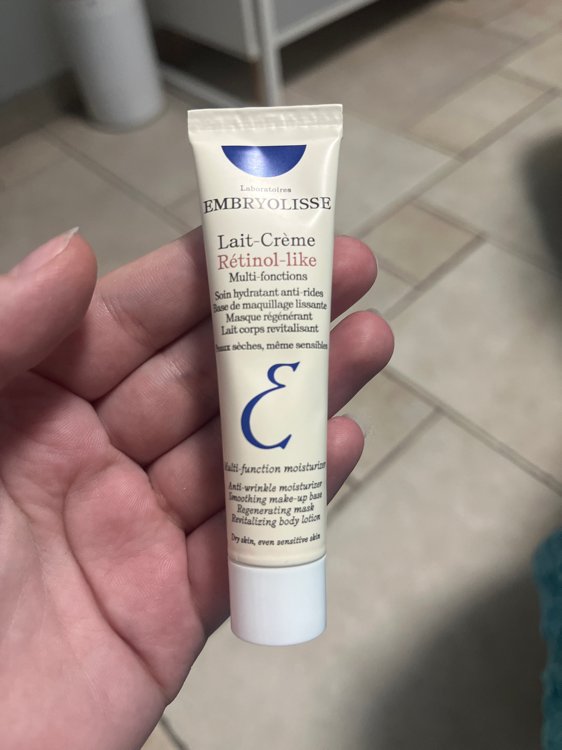 Laboratoires
EMBRYOLISSE
Lait-Crème
Rétinol-like
Multi-fonctions
Soin hydratant anti-rides
Base de maquillage lissante
Masque régénérant
Lait corps revitalisant
Peaux sèches, même sensibles
ε
Multi-function moisturizer
Anti-wrinkle moisturizer
Smoothing make-up base
Regenerating mask
Revitalizing body lotion
Dry skin, even sensitive skin